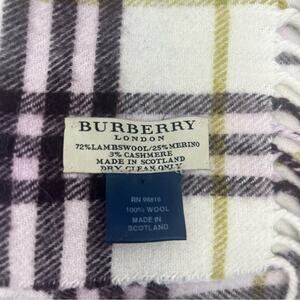 BURBERRY
LONDON
72%LAMBSWOOL/25%MERINO
3% CASHMERE
MADE IN SCOTLAND
DRY CLEAN ONLY
RN 96816
100% WOOL
MADE IN
SCOTLAND